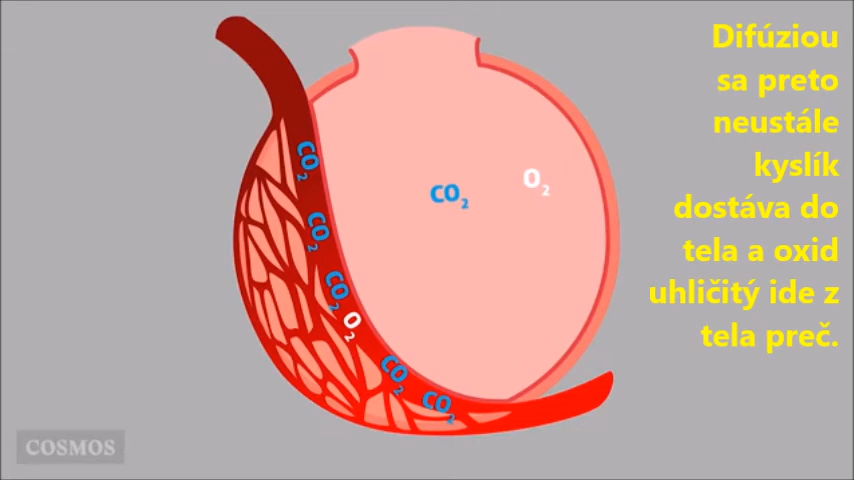 Difúziou
sa preto
neustále
kyslík
dostáva do
tela a oxid
uhličitý ide z
tela preč.
CO₂
CO₂
CO₂
O₂
CO₂
CO₂
CO₂
O₂
COSMOS